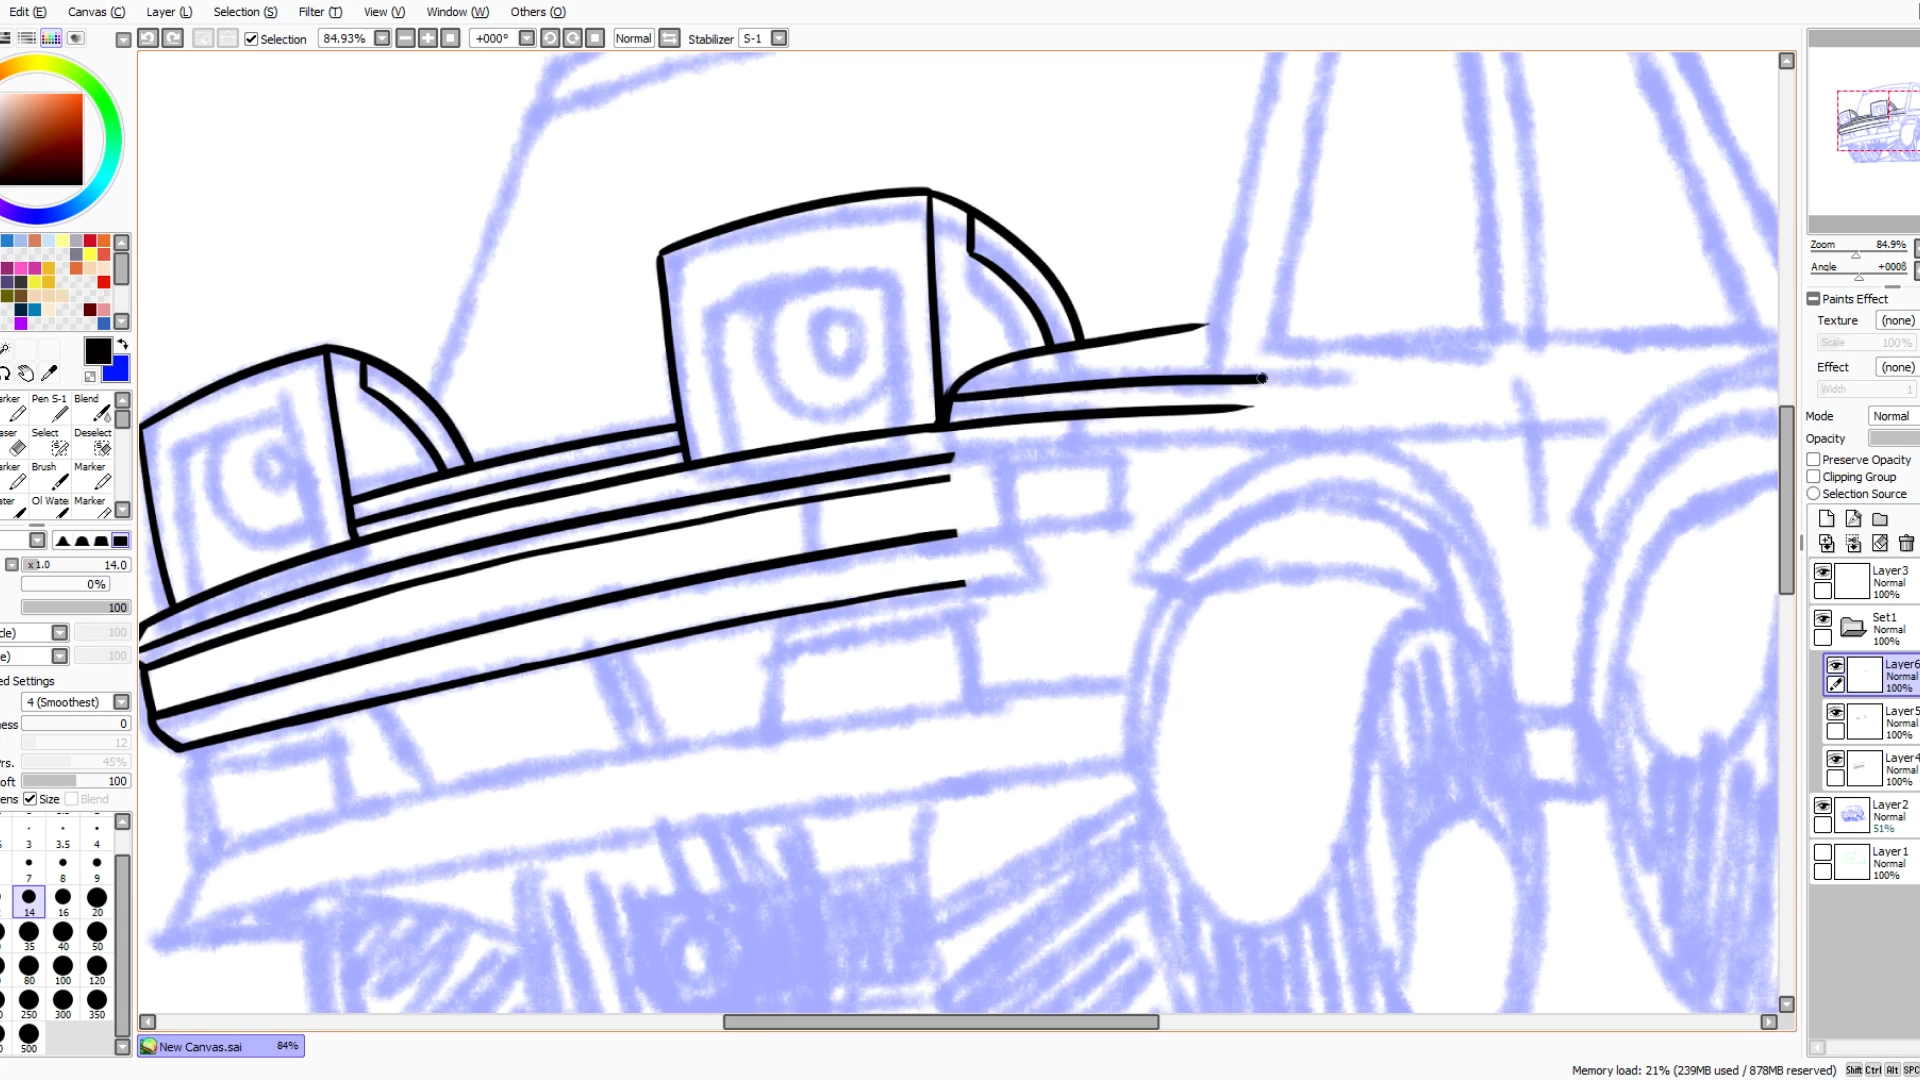 Edit (E) Canvas (C) Layer (L) Selection (S) Filter (T) View (V) Window (W) Others (O)
Selection 84.93% +000° Normal Stabilizer S-1
Zoom 84.9%
Angle +000
Paints Effect
Texture (none)
Scale 100%
Effect (none)
Width 1
Mode Normal
Opacity
Preserve Opacity
Clipping Group
Selection Source
Pen S-1 Blend
Select Deselect
Brush Marker
Marker
x1.0 14.0
0%
100
100
100
4 (Smoothest)
0
12
45%
100
Size Blend
3 3.5 4
7 8 9
14 16 20
35 40 50
80 100 120
250 300 350
500
Layer3
Normal
100%
Set1
Normal
100%
Layer6
Normal
100%
Layer5
Normal
100%
Layer4
Normal
100%
Layer2
Normal
51%
Layer1
Normal
100%
New Canvas.sai 84%
Memory load: 21% (239MB used / 878MB reserved) Shift Ctrl Alt SPC